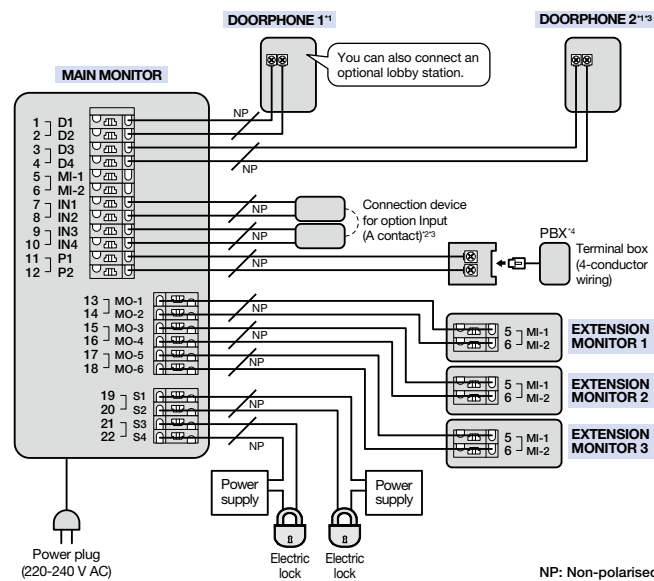 DOORPHONE 1*1
DOORPHONE 2*1*3
You can also connect an
optional lobby station.
MAIN MONITOR
NP
1 D1
2 D2
3 D3
4 D4
5 MI-1
6 MI-2
7 IN1
8 IN2
9 IN3
10 IN4
11 P1
12 P2
NP
NP
NP
NP
Connection device
for option Input
(A contact)*2*3
PBX*4
Terminal box
(4-conductor
wiring)
13 MO-1
14 MO-2
15 MO-3
16 MO-4
17 MO-5
18 MO-6
NP
NP
NP
5 MI-1
6 MI-2
EXTENSION
MONITOR 1
5 MI-1
6 MI-2
EXTENSION
MONITOR 2
5 MI-1
6 MI-2
EXTENSION
MONITOR 3
19 S1
20 S2
21 S3
22 S4
NP
NP
Power
supply
Power
supply
Power plug
(220-240 V AC)
Electric
lock
Electric
lock
NP: Non-polarised